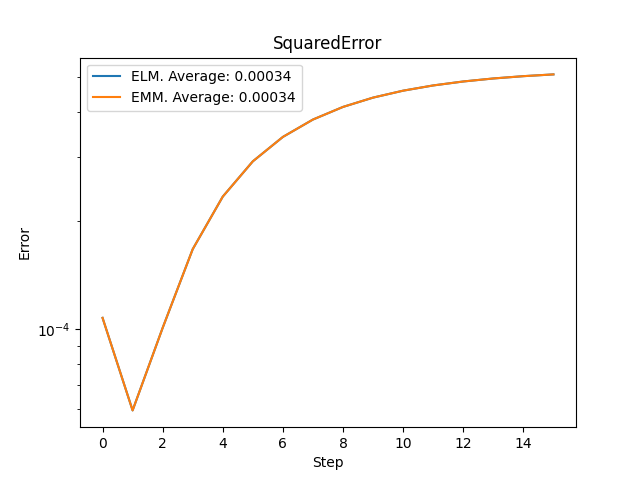 SquaredError
ELM. Average: 0.00034
EMM. Average: 0.00034
Error
10⁻⁴
0 2 4 6 8 10 12 14
Step